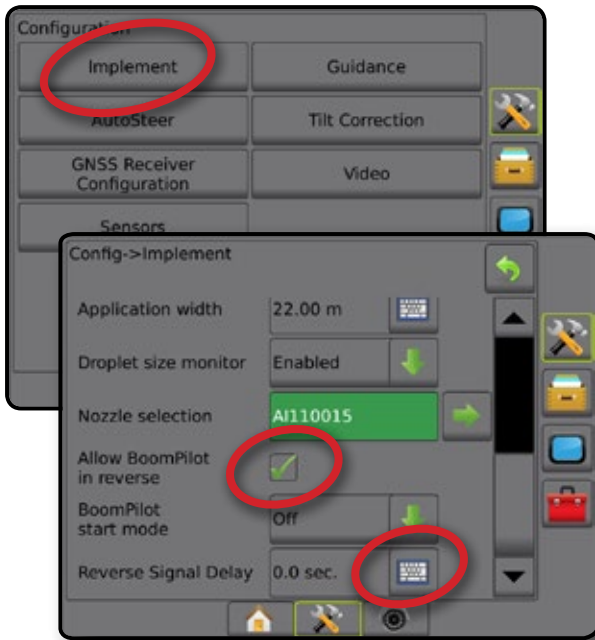 Configuration
Implement
Guidance
AutoSteer
Tilt Correction
GNSS Receiver
Configuration
Video
Sensors
Config->Implement
Application width
22.00 m
Droplet size monitor
Enabled
Nozzle selection
AI110015
Allow BoomPilot
in reverse
BoomPilot
start mode
Off
Reverse Signal Delay
0.0 sec.